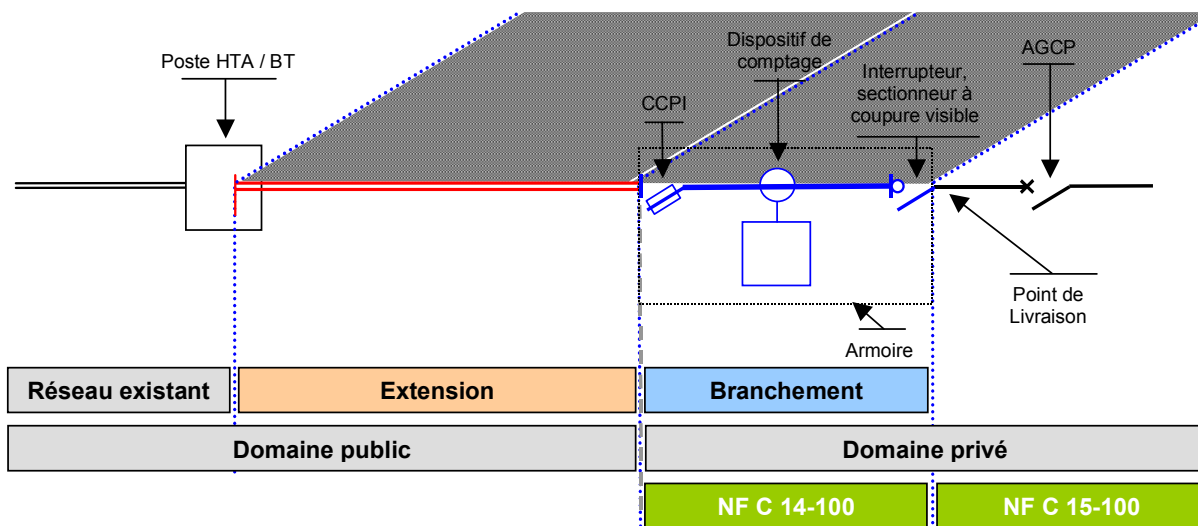 Poste HTA / BT
Dispositif de
comptage
AGCP
Interrupteur,
sectionneur à
coupure visible
CCPI
Point de
Livraison
Armoire
Réseau existant
Extension
Branchement
Domaine public
Domaine privé
NF C 14-100
NF C 15-100